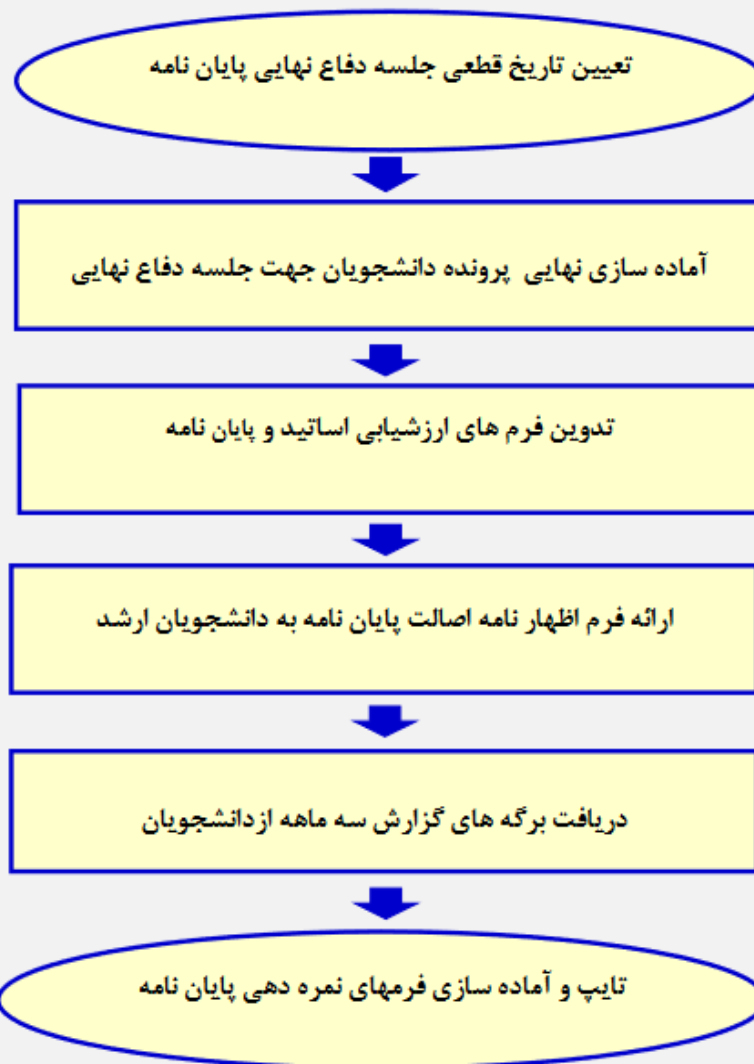 تعیین تاریخ قطعی جلسه دفاع نهایی پایان نامه
آماده سازی نهایی پرونده دانشجویان جهت جلسه دفاع نهایی
تدوین فرم های ارزشیابی اساتید و پایان نامه
ارائه فرم اظهار نامه اصالت پایان نامه به دانشجویان ارشد
دریافت برگه های گزارش سه ماهه ازدانشجویان
تایپ و آماده سازی فرمهای نمره دهی پایان نامه